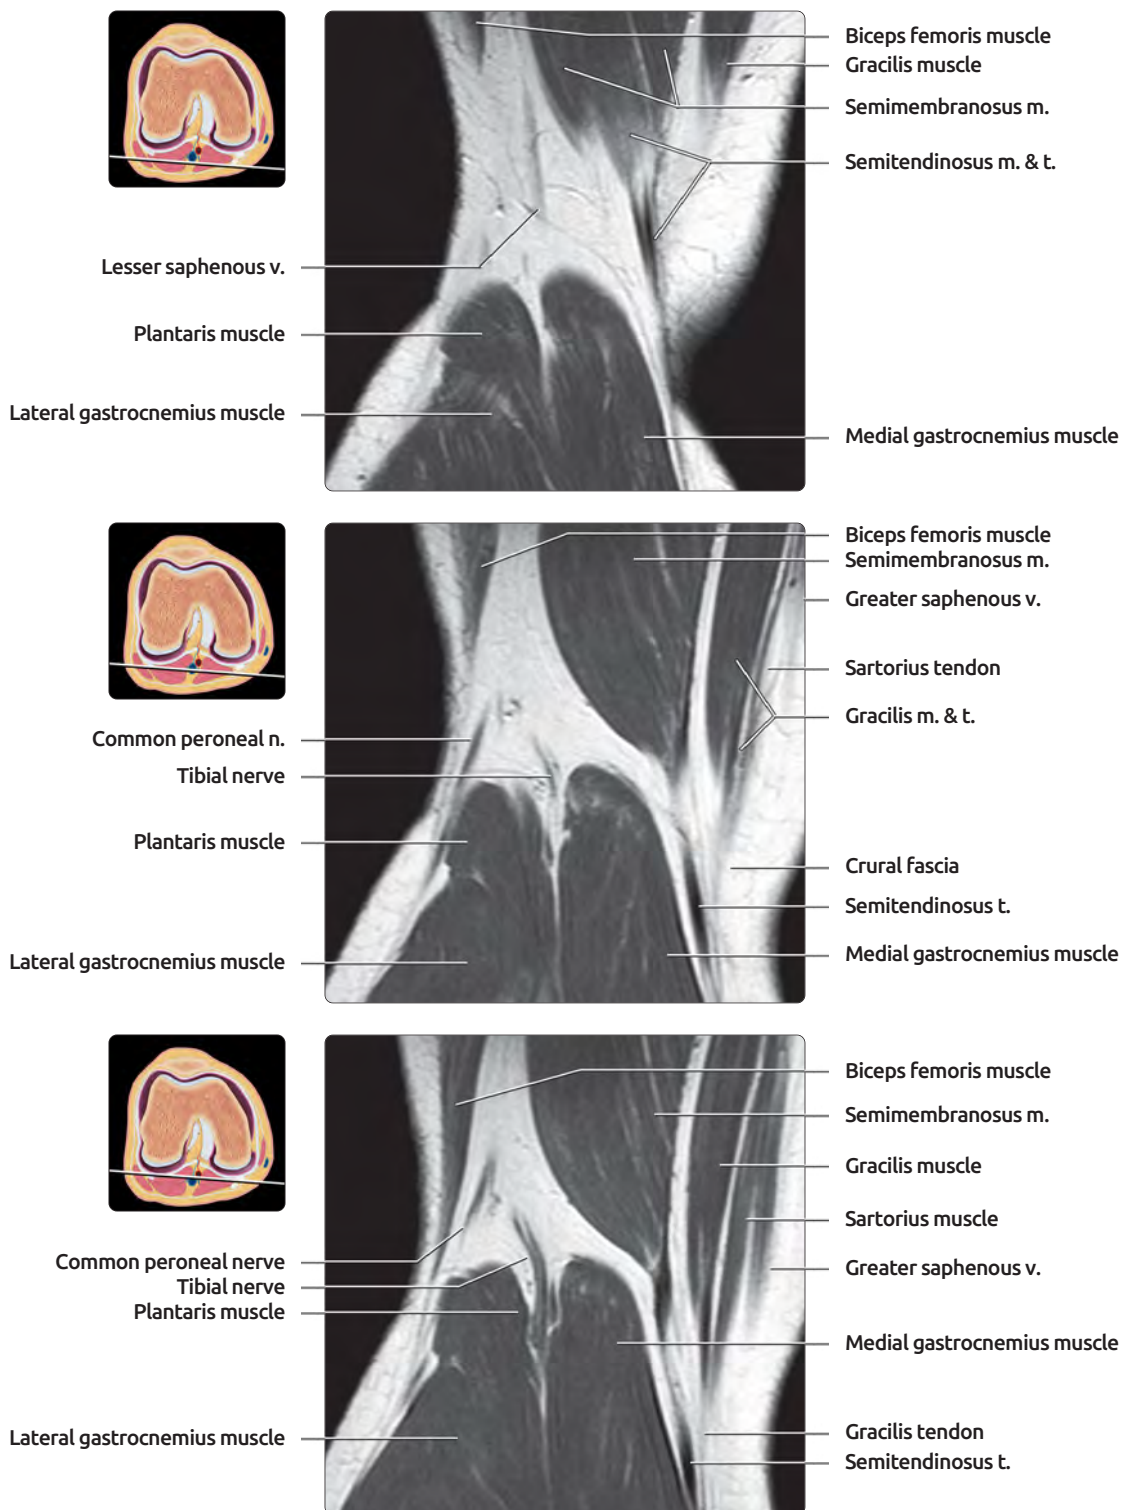 Biceps femoris muscle
Gracilis muscle
Semimembranosus m.
Semitendinosus m. & t.
Lesser saphenous v.
Plantaris muscle
Lateral gastrocnemius muscle
Medial gastrocnemius muscle
Biceps femoris muscle
Semimembranosus m.
Greater saphenous v.
Sartorius tendon
Gracilis m. & t.
Common peroneal n.
Tibial nerve
Plantaris muscle
Crural fascia
Semitendinosus t.
Medial gastrocnemius muscle
Lateral gastrocnemius muscle
Biceps femoris muscle
Semimembranosus m.
Gracilis muscle
Sartorius muscle
Common peroneal nerve
Greater saphenous v.
Tibial nerve
Plantaris muscle
Medial gastrocnemius muscle
Gracilis tendon
Lateral gastrocnemius muscle
Semitendinosus t.